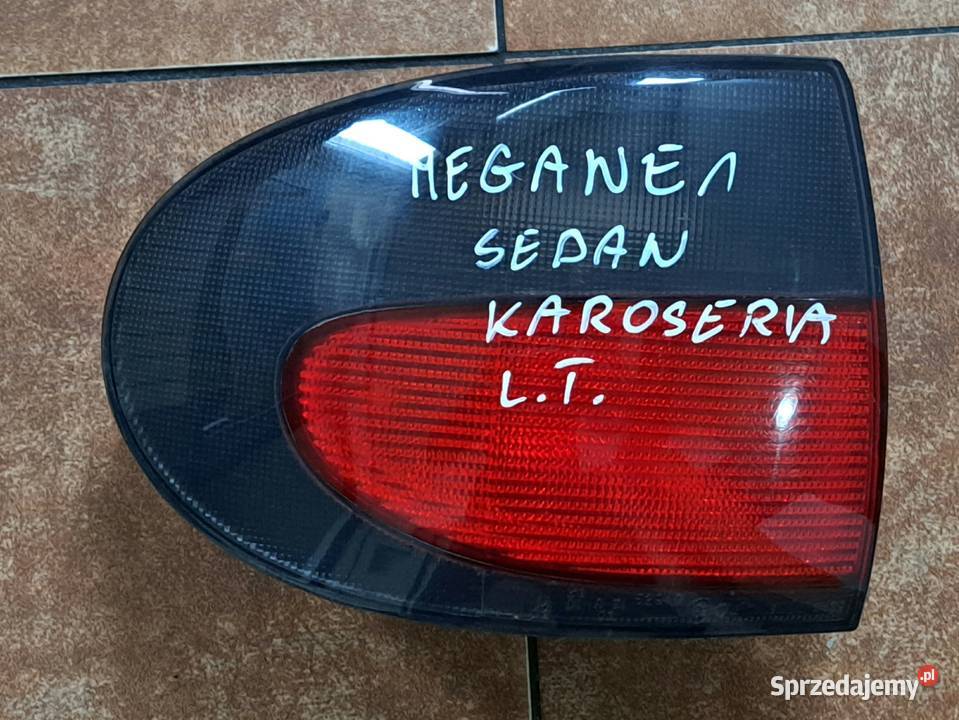 MEGANE 1
SEDAN
KAROSERIA
L.T.
Sprzedajemy.pl